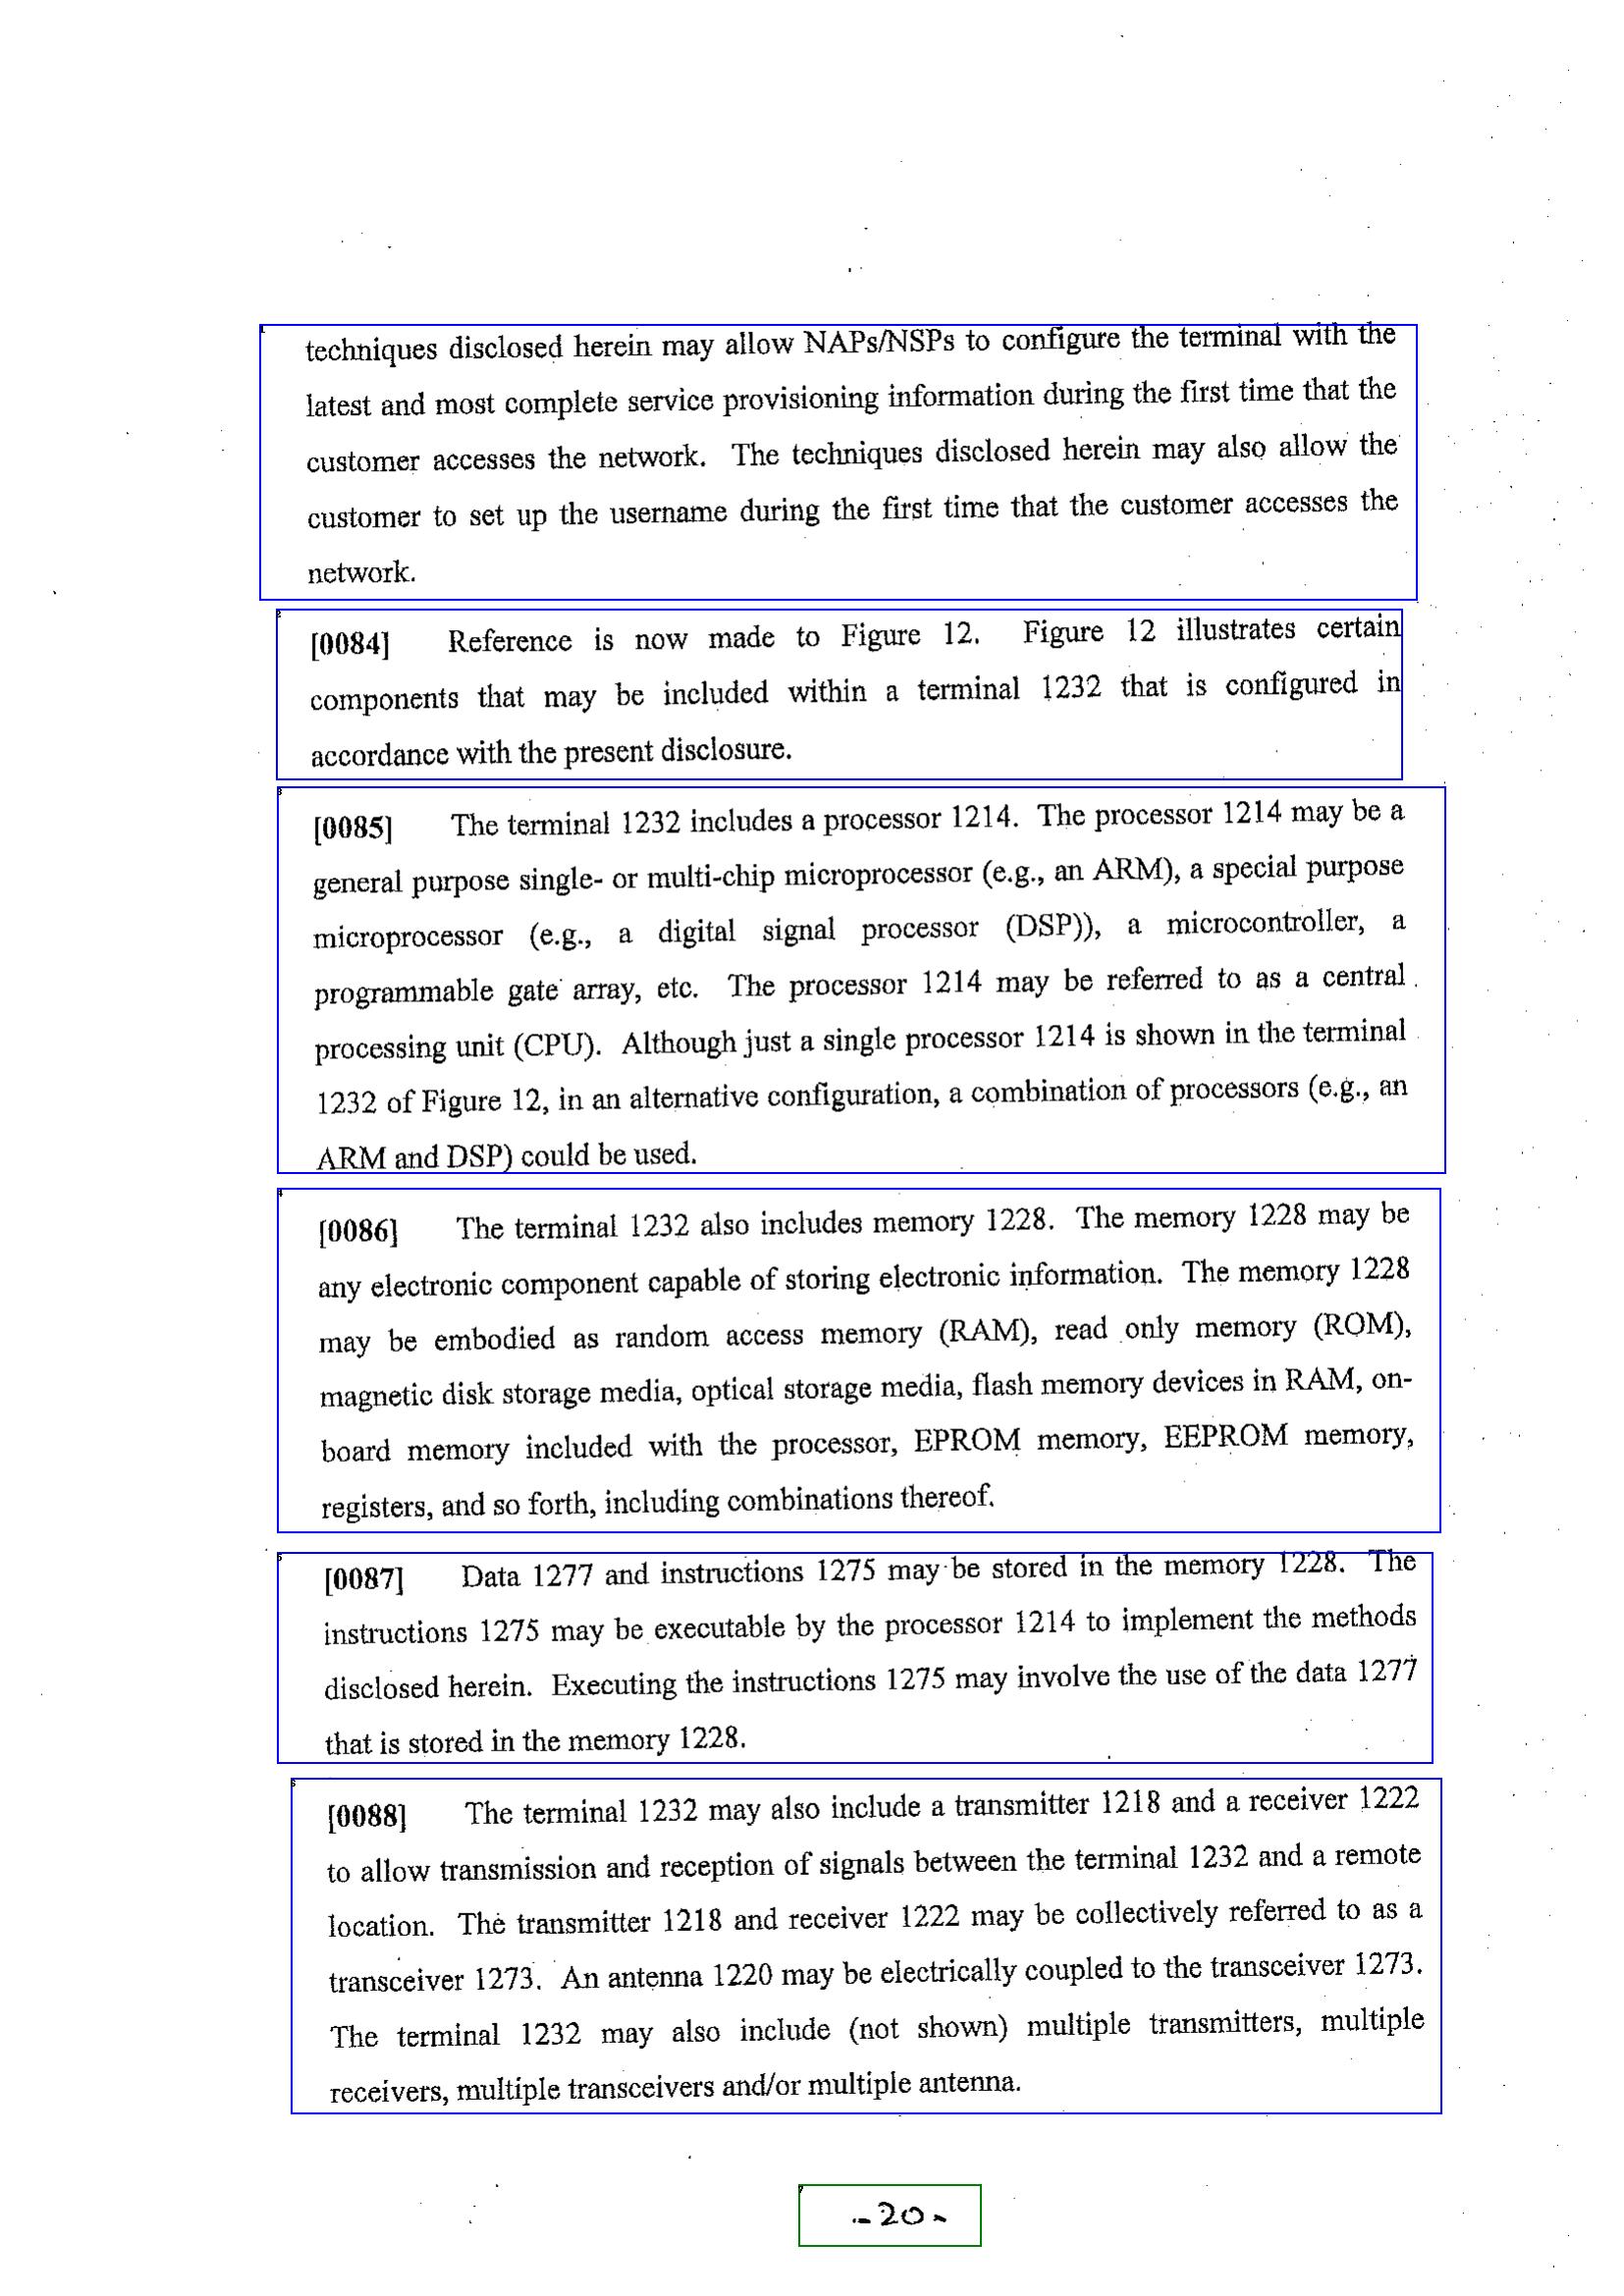 techniques disclosed herein may allow NAPs/NSPs to configure the terminal with the
latest and most complete service provisioning information during the first time that the
customer accesses the network. The techniques disclosed herein may also allow the
customer to set up the username during the first time that the customer accesses the
network.
[0084] Reference is now made to Figure 12. Figure 12 illustrates certain
components that may be included within a terminal 1232 that is configured in
accordance with the present disclosure.
[0085] The terminal 1232 includes a processor 1214. The processor 1214 may be a
general purpose single- or multi-chip microprocessor (e.g., an ARM), a special purpose
microprocessor (e.g., a digital signal processor (DSP)), a microcontroller, a
programmable gate array, etc. The processor 1214 may be referred to as a central
processing unit (CPU). Although just a single processor 1214 is shown in the terminal
1232 of Figure 12, in an alternative configuration, a combination of processors (e.g., an
ARM and DSP) could be used.
[0086] The terminal 1232 also includes memory 1228. The memory 1228 may be
any electronic component capable of storing electronic information. The memory 1228
may be embodied as random access memory (RAM), read only memory (ROM),
magnetic disk storage media, optical storage media, flash memory devices in RAM, on-
board memory included with the processor, EPROM memory, EEPROM memory,
registers, and so forth, including combinations thereof.
[0087] Data 1277 and instructions 1275 may be stored in the memory 1228. The
instructions 1275 may be executable by the processor 1214 to implement the methods
disclosed herein. Executing the instructions 1275 may involve the use of the data 1277
that is stored in the memory 1228.
[0088] The terminal 1232 may also include a transmitter 1218 and a receiver 1222
to allow transmission and reception of signals between the terminal 1232 and a remote
location. The transmitter 1218 and receiver 1222 may be collectively referred to as a
transceiver 1273. An antenna 1220 may be electrically coupled to the transceiver 1273.
The terminal 1232 may also include (not shown) multiple transmitters, multiple
receivers, multiple transceivers and/or multiple antenna.
-20-